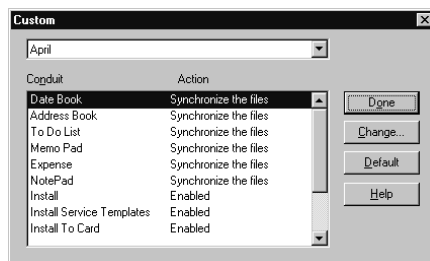 Custom
April
Conduit Action
Date Book Synchronize the files
Address Book Synchronize the files
To Do List Synchronize the files
Memo Pad Synchronize the files
Expense Synchronize the files
NotePad Synchronize the files
Install Enabled
Install Service Templates Enabled
Install To Card Enabled
Done
Change...
Default
Help